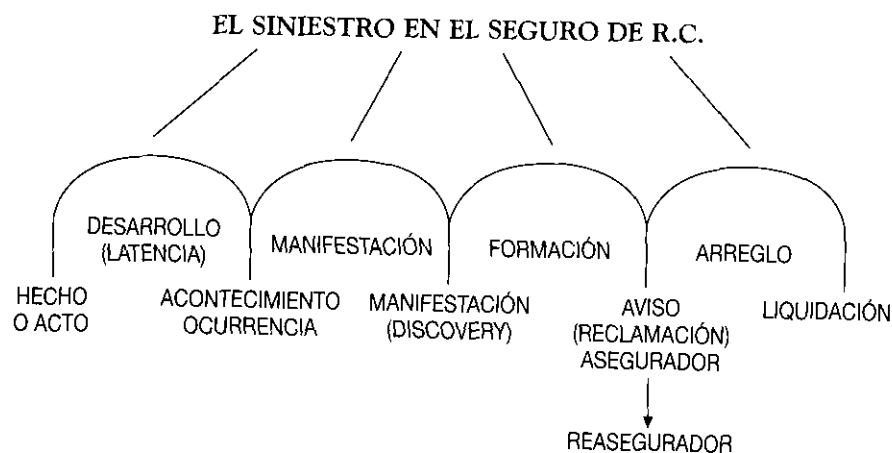 EL SINIESTRO EN EL SEGURO DE R.C.
DESARROLLO
(LATENCIA)
MANIFESTACIÓN
FORMACIÓN
ARREGLO
HECHO
O ACTO
ACONTECIMIENTO
OCURRENCIA
MANIFESTACIÓN
(DISCOVERY)
AVISO
(RECLAMACIÓN)
ASEGURADOR
LIQUIDACIÓN
REASEGURADOR